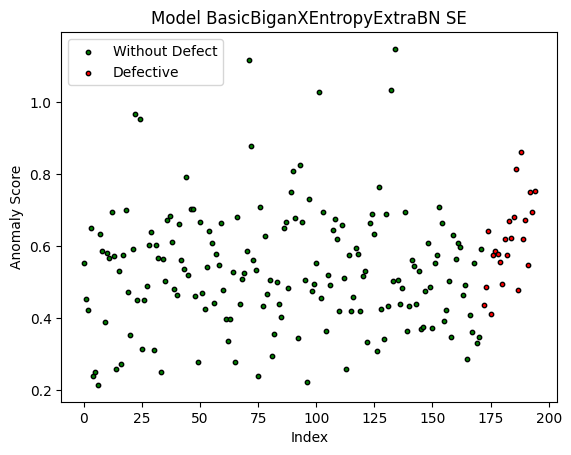 Model BasicBiganXEntropyExtraBN SE
Without Defect
Defective
1.0
0.8
0.6
0.4
0.2
Anomaly Score
0
25
50
75
100
125
150
175
200
Index